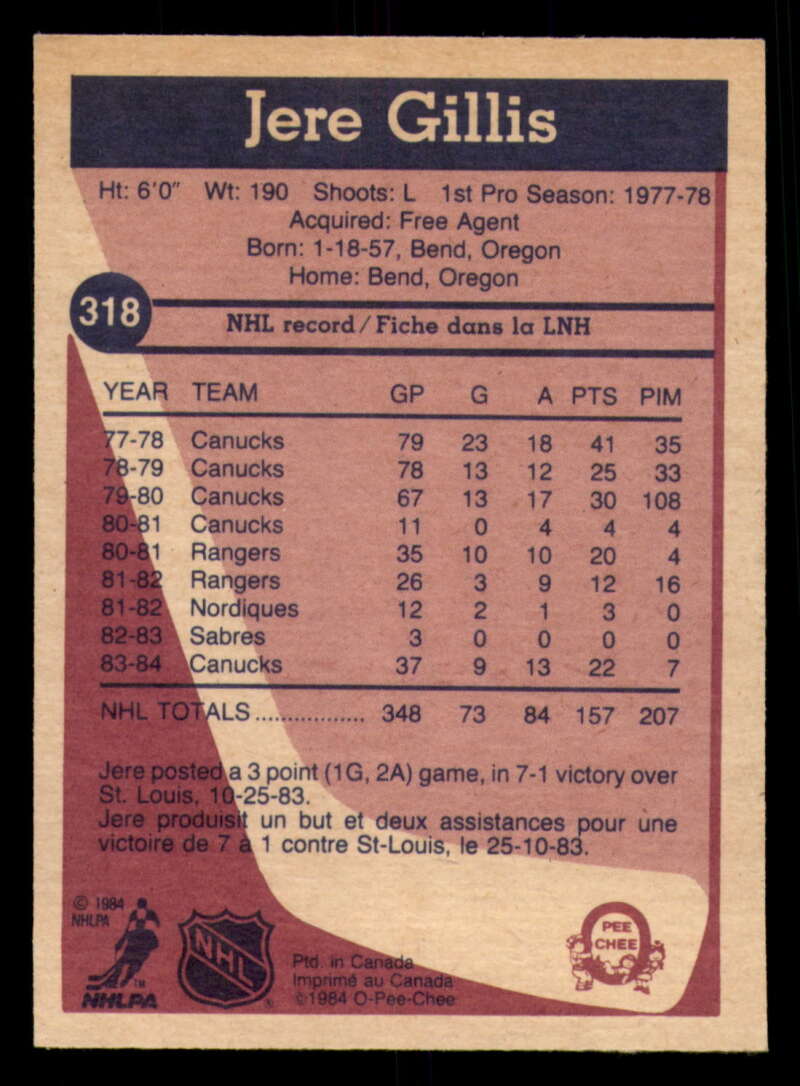 Jere Gillis
Ht: 6'0" Wt: 190 Shoots: L 1st Pro Season: 1977-78
Acquired: Free Agent
Born: 1-18-57, Bend, Oregon
Home: Bend, Oregon
318
NHL record/Fiche dans la LNH
YEAR TEAM GP G A PTS PIM
77-78 Canucks 79 23 18 41 35
78-79 Canucks 78 13 12 25 33
79-80 Canucks 67 13 17 30 108
80-81 Canucks 11 0 4 4 4
80-81 Rangers 35 10 10 20 4
81-82 Rangers 26 3 9 12 16
81-82 Nordiques 12 2 1 3 0
82-83 Sabres 3 0 0 0 0
83-84 Canucks 37 9 13 22 7
NHL TOTALS................. 348 73 84 157 207
Jere posted a 3 point (1G, 2A) game, in 7-1 victory over
St. Louis, 10-25-83.
Jere produisit un but et deux assistances pour une
victoire de 7 à 1 contre St-Louis, le 25-10-83.
© 1984
NHLPA
TM
NHLPA
NHL
®
Ptd. in Canada
Imprimé au Canada
©1984 O-Pee-Chee
PEE
CHEE